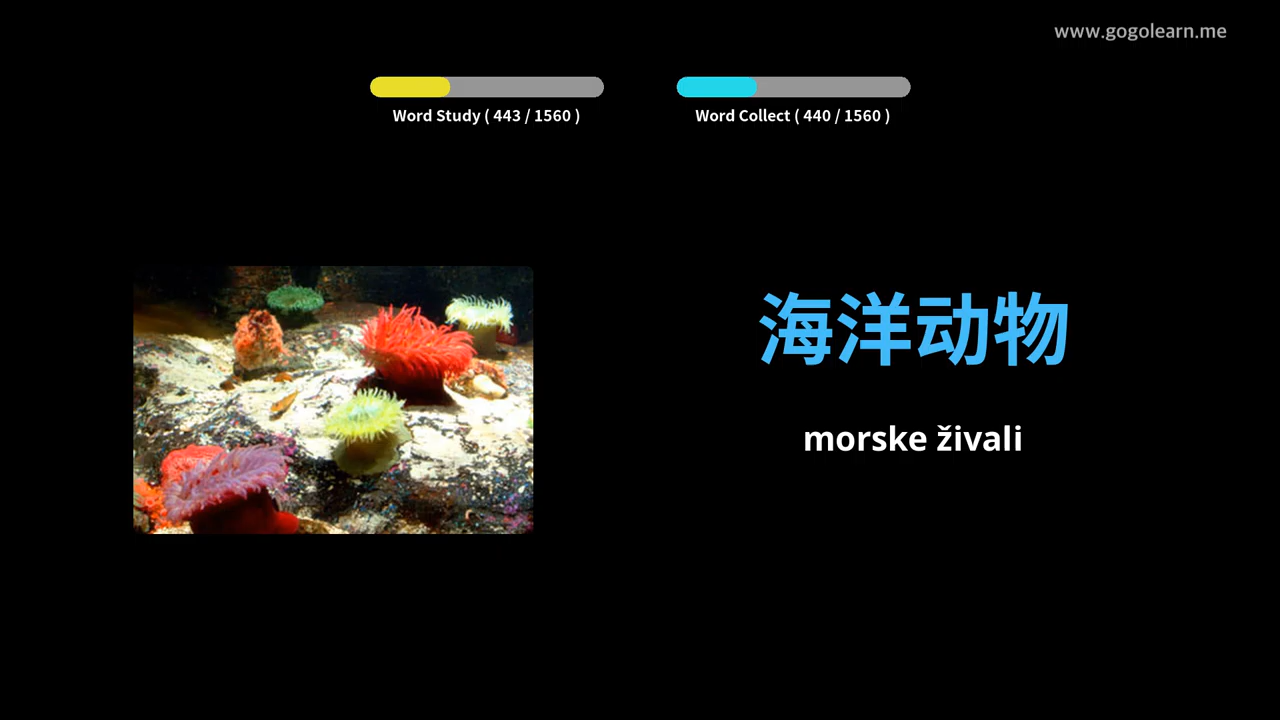 www.gogolearn.me
Word Study ( 443 / 1560 )
Word Collect ( 440 / 1560 )
海洋动物
morske živali